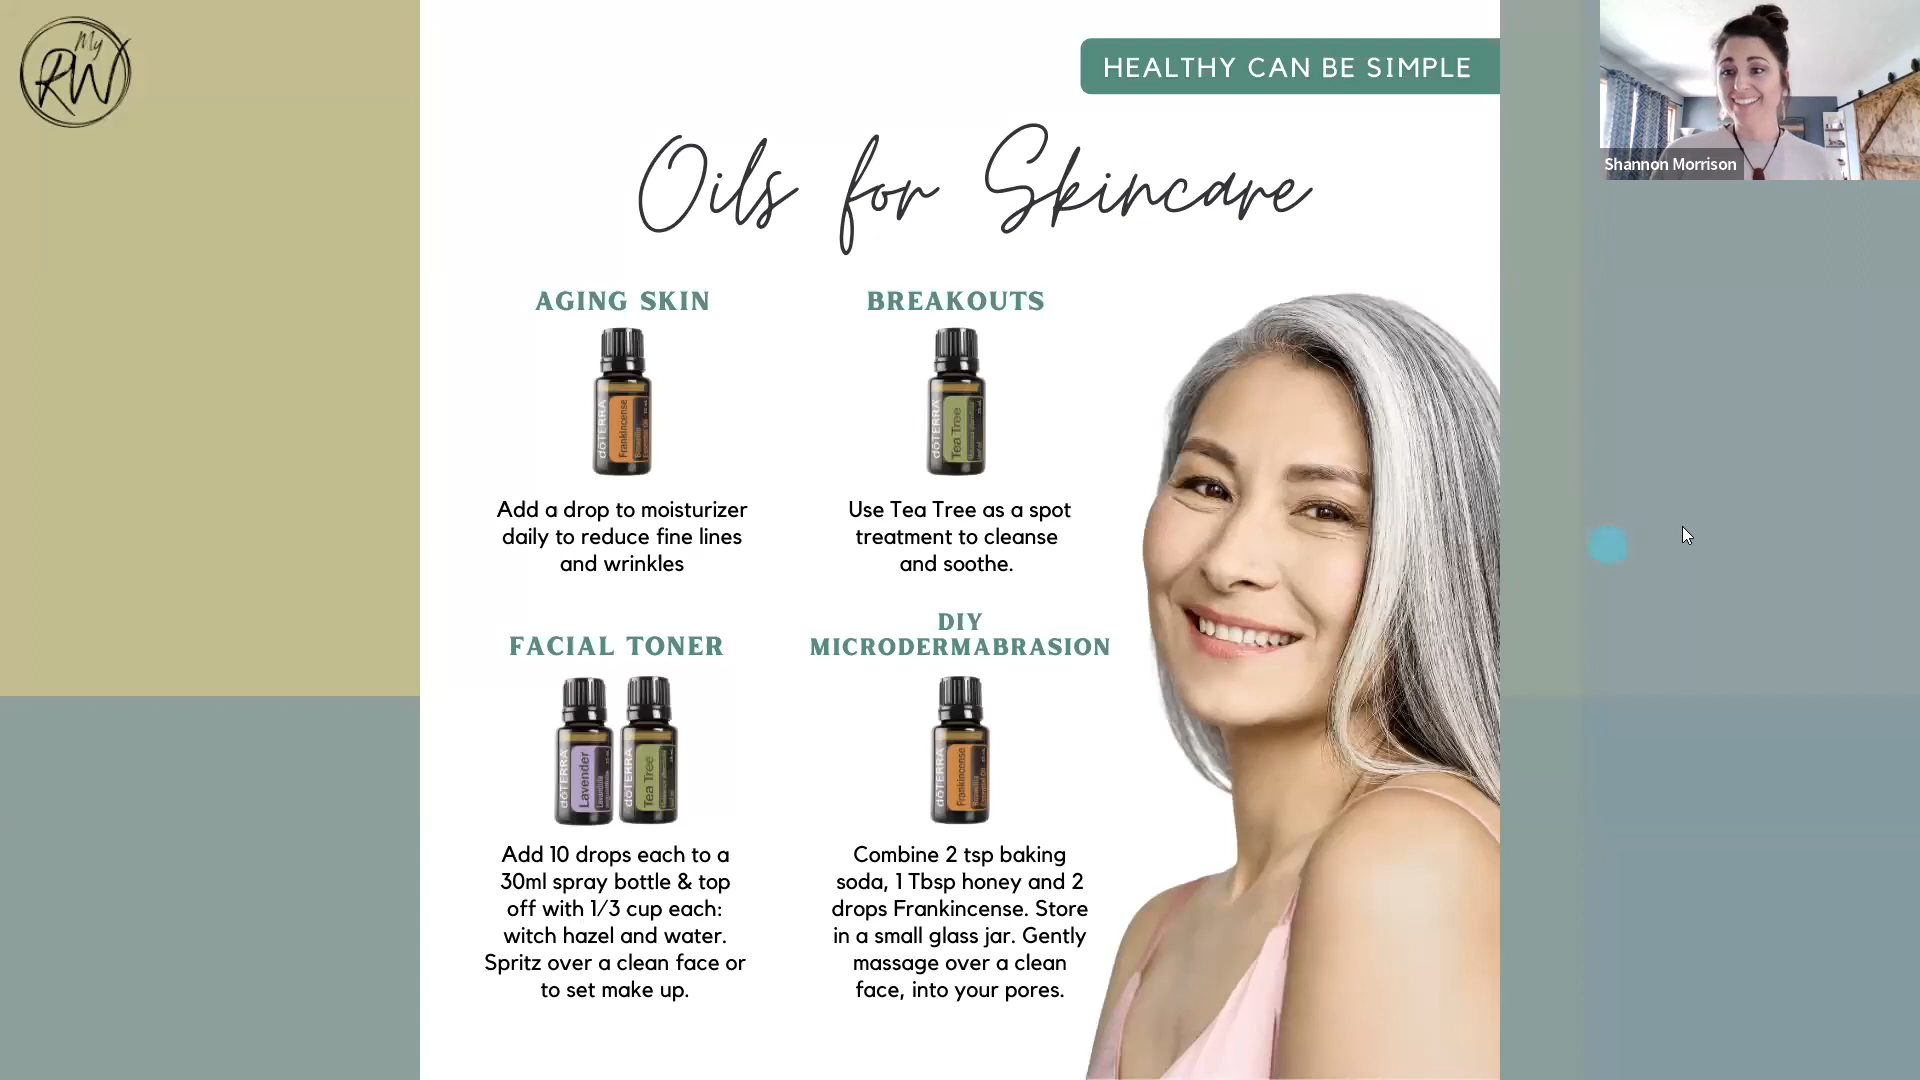 My
RW
HEALTHY CAN BE SIMPLE
Shannon Morrison
Oils for Skincare
AGING SKIN
dōTERRA
Frankincense
Add a drop to moisturizer
daily to reduce fine lines
and wrinkles
BREAKOUTS
dōTERRA
Tea Tree
Use Tea Tree as a spot
treatment to cleanse
and soothe.
FACIAL TONER
dōTERRA
Lavender
dōTERRA
Tea Tree
Add 10 drops each to a
30ml spray bottle & top
off with 1/3 cup each:
witch hazel and water.
Spritz over a clean face or
to set make up.
DIY
MICRODERMABRASION
dōTERRA
Frankincense
Combine 2 tsp baking
soda, 1 Tbsp honey and 2
drops Frankincense. Store
in a small glass jar. Gently
massage over a clean
face, into your pores.